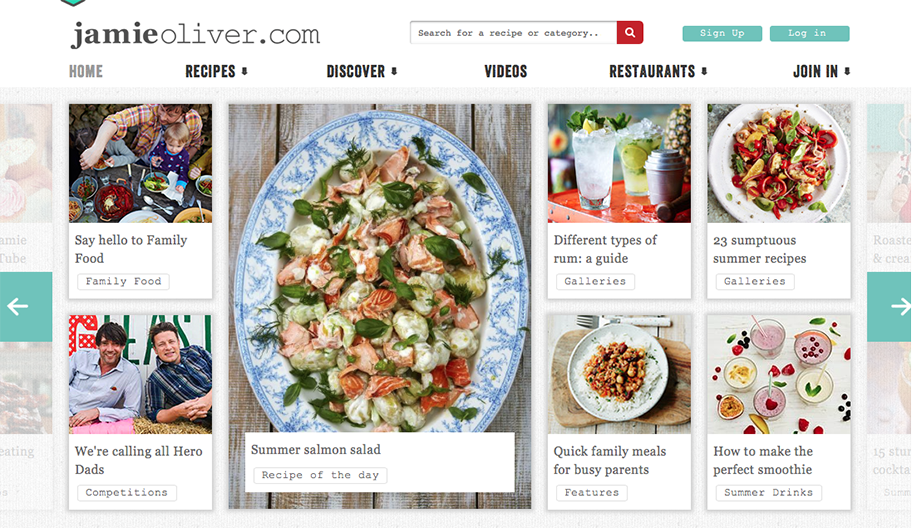 jamieoliver.com
Search for a recipe or category..
Sign Up
Log in
HOME
RECIPES
DISCOVER
VIDEOS
RESTAURANTS
JOIN IN
Say hello to Family
Food
Family Food
We're calling all Hero
Dads
Competitions
Summer salmon salad
Recipe of the day
Different types of
rum: a guide
Galleries
23 sumptuous
summer recipes
Galleries
Quick family meals
for busy parents
Features
How to make the
perfect smoothie
Summer Drinks
amie
Tube
eating
Roaste
& crea
15 stu
cockta